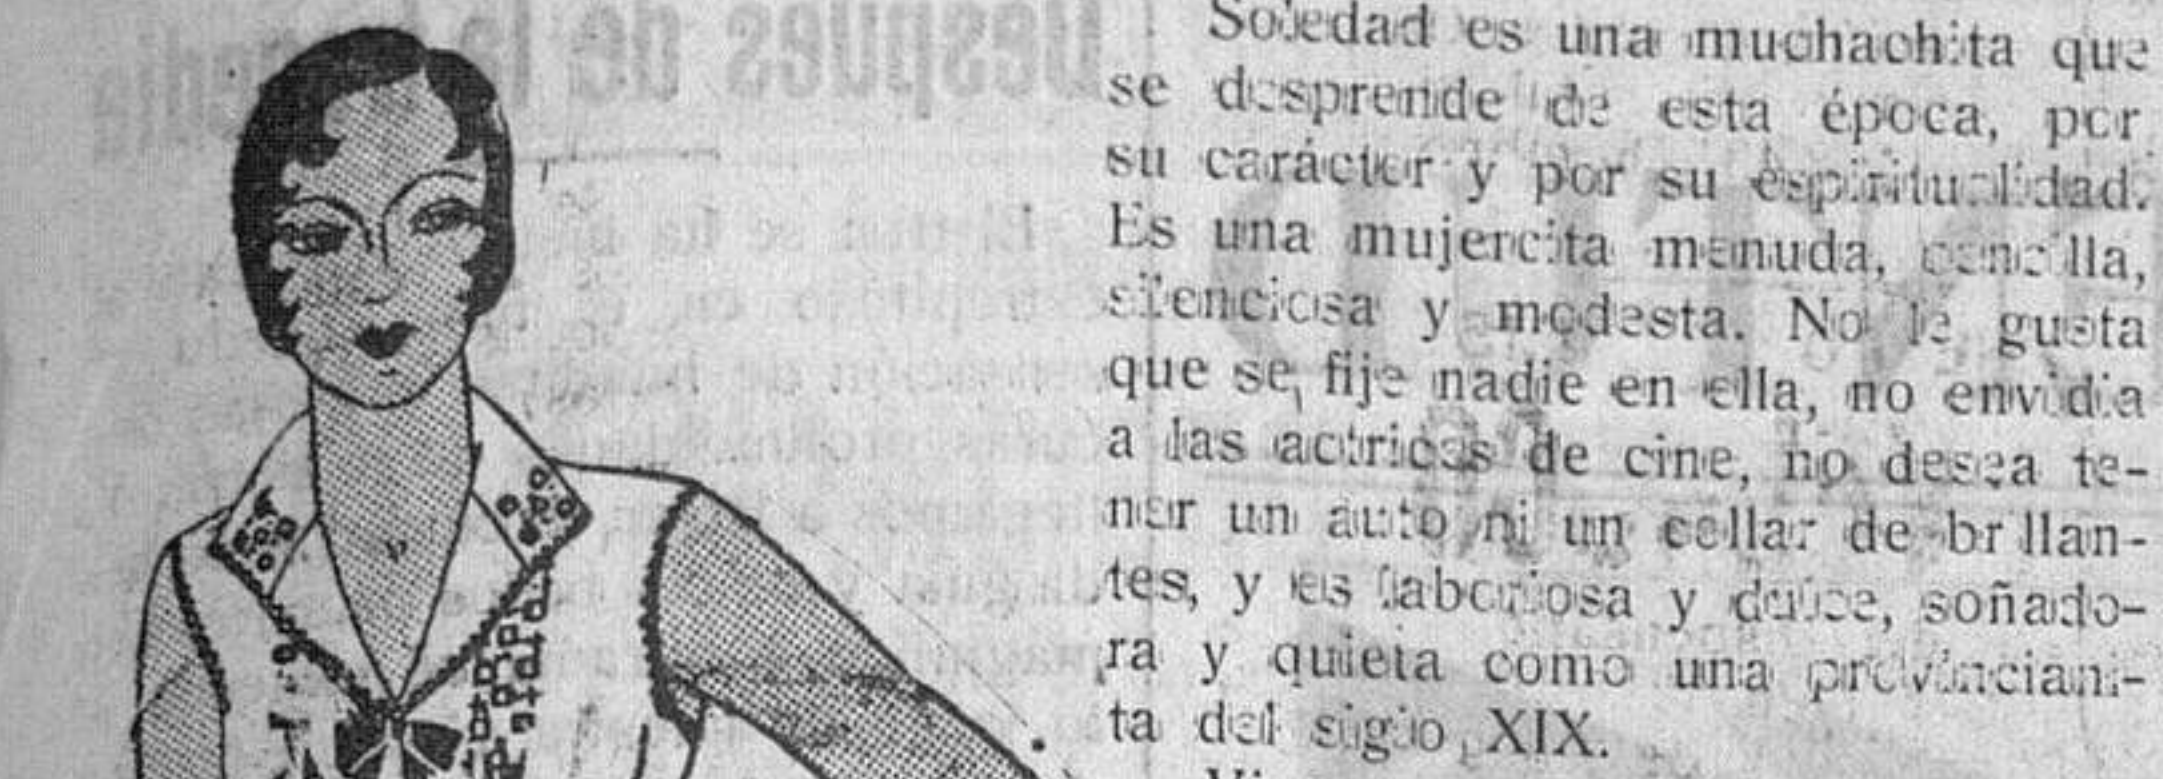 Soledad es una muchachita que
se desprende de esta época, por
su carácter y por su espiritualidad.
Es una mujercita menuda, cencilla,
silenciosa y modesta. No le gusta
que se fije nadie en ella, no envidia
a las actrices de cine, no desea te-
ner un auto ni un collar de brillan-
tes, y es laboriosa y dulce, soñado-
ra y quieta como una provinciani-
ta del siglo XIX.